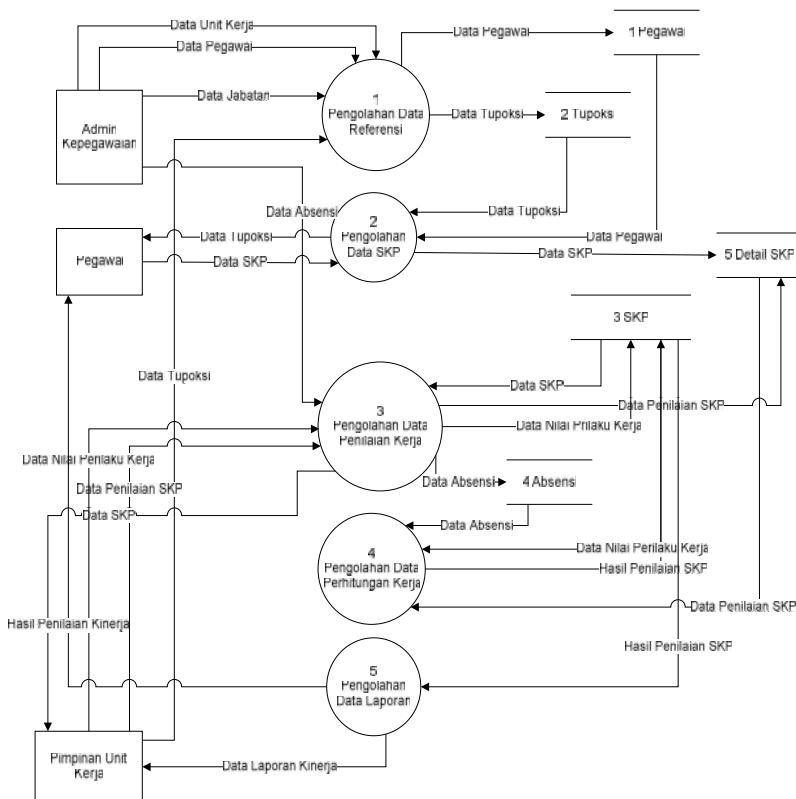 Data Unit Kerja
Data Pegawai
Data Jabatan
Admin
Kepegawaian
1
Pengolahan Data
Referensi
Data Pegawai
1 Pegawai
Data Tupoksi
2 Tupoksi
Data Absensi
2
Pengolahan
Data SKP
Data Tupoksi
Data Pegawai
Pegawai
Data Tupoksi
Data SKP
Data SKP
5 Detail SKP
3 SKP
Data Tupoksi
Data SKP
3
Pengolahan Data
Penilaian Kerja
Data Penilaian SKP
Data Nilai Prilaku Kerja
Data Nilai Perilaku Kerja
Data Penilaian SKP
Data SKP
Data Absensi
4 Absensi
Data Absensi
4
Pengolahan Data
Perhitungan Kerja
Data Nilai Perilaku Kerja
Hasil Penilaian SKP
Data Penilaian SKP
Hasil Penilaian Kinerja
Hasil Penilaian SKP
5
Pengolahan
Data Laporan
Pimpinan Unit
Kerja
Data Laporan Kinerja